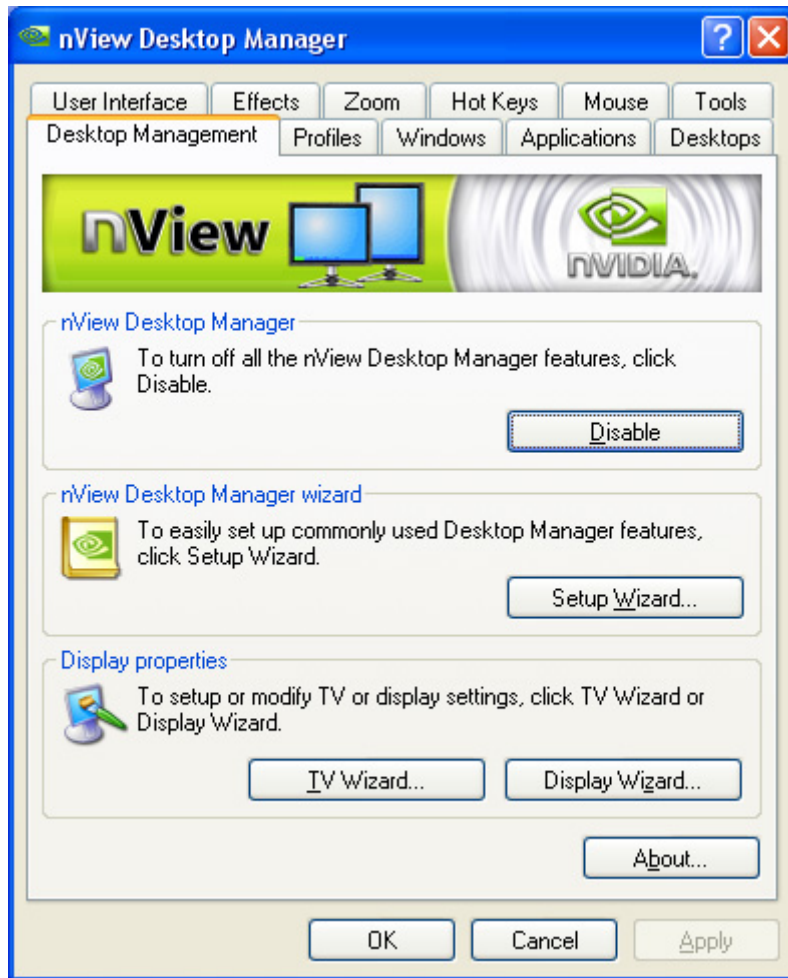 nView Desktop Manager
User Interface Effects Zoom Hot Keys Mouse Tools
Desktop Management Profiles Windows Applications Desktops
nView
nVIDIA.
nView Desktop Manager
To turn off all the nView Desktop Manager features, click
Disable.
Disable
nView Desktop Manager wizard
To easily set up commonly used Desktop Manager features,
click Setup Wizard.
Setup Wizard...
Display properties
To setup or modify TV or display settings, click TV Wizard or
Display Wizard.
TV Wizard... Display Wizard...
About...
OK Cancel Apply